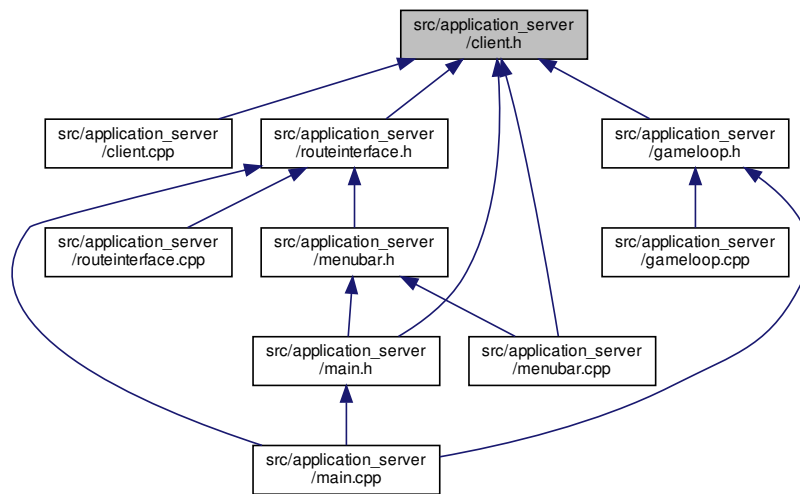 src/application_server
/client.h
src/application_server
/client.cpp
src/application_server
/routeinterface.h
src/application_server
/gameloop.h
src/application_server
/routeinterface.cpp
src/application_server
/menubar.h
src/application_server
/gameloop.cpp
src/application_server
/main.h
src/application_server
/menubar.cpp
src/application_server
/main.cpp